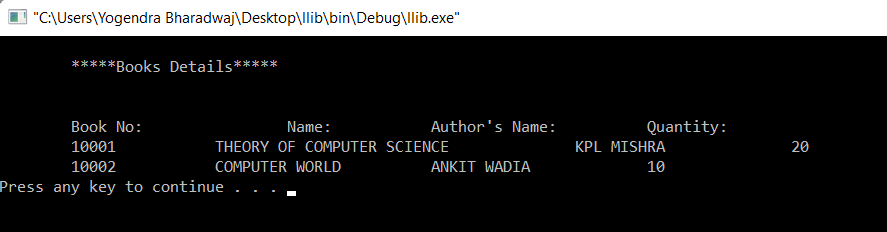 "C:\Users\Yogendra Bharadwaj\Desktop\llib\bin\Debug\llib.exe"
*****Books Details*****
Book No: Name: Author's Name: Quantity:
10001 THEORY OF COMPUTER SCIENCE KPL MISHRA 20
10002 COMPUTER WORLD ANKIT WADIA 10
Press any key to continue . . .